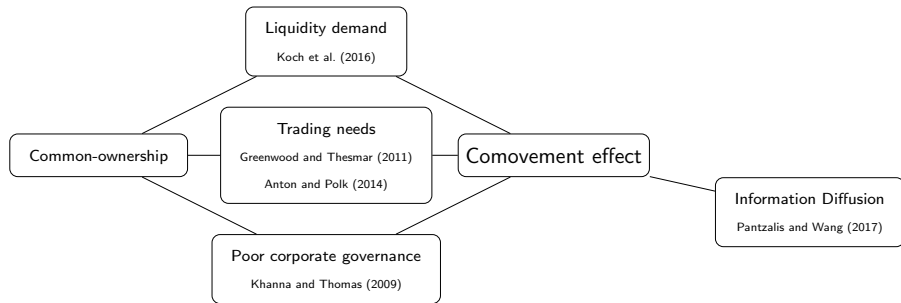 Liquidity demand
Koch et al. (2016)
Common-ownership
Trading needs
Greenwood and Thesmar (2011)
Anton and Polk (2014)
Comovement effect
Information Diffusion
Pantzalis and Wang (2017)
Poor corporate governance
Khanna and Thomas (2009)